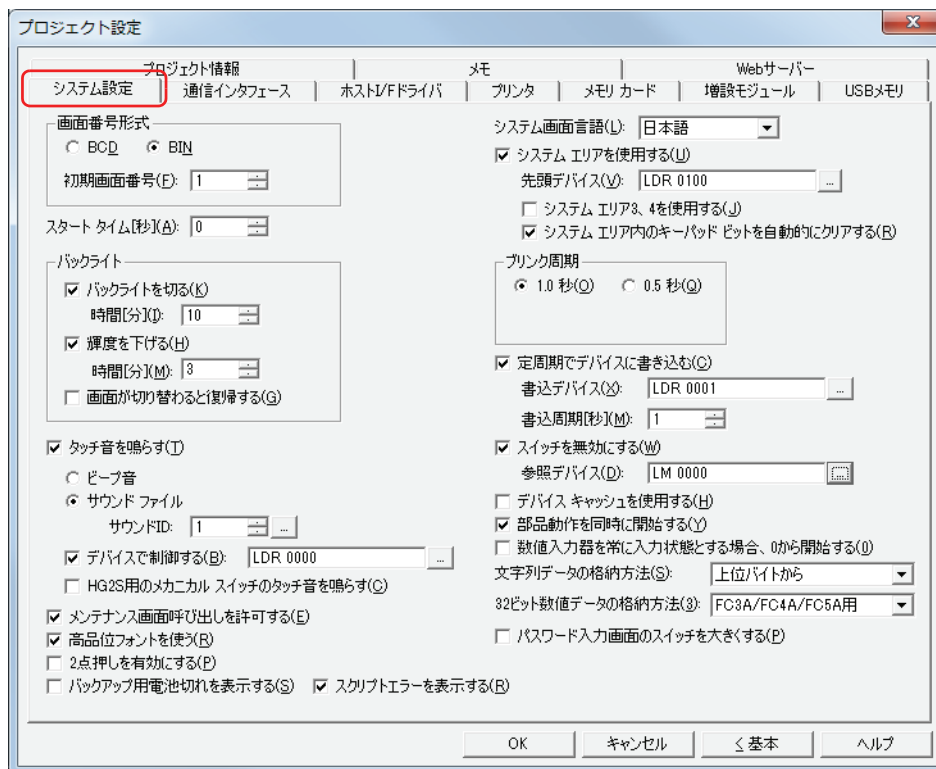 プロジェクト設定
プロジェクト情報
メモ
Webサーバー
システム設定
通信インタフェース
ホストI/Fドライバ
プリンタ
メモリ カード
増設モジュール
USBメモリ
画面番号形式
BCD
BIN
初期画面番号(F): 1
スタート タイム[秒](A): 0
バックライト
バックライトを切る(K)
時間[分](I): 10
輝度を下げる(H)
時間[分](M): 3
画面が切り替わると復帰する(G)
タッチ音を鳴らす(T)
ビープ音
サウンド ファイル
サウンドID: 1 ...
デバイスで制御する(B): LDR 0000 ...
HG2S用のメカニカル スイッチのタッチ音を鳴らす(C)
メンテナンス画面呼び出しを許可する(E)
高品位フォントを使う(R)
2点押しを有効にする(P)
バックアップ用電池切れを表示する(S)
スクリプトエラーを表示する(R)
システム画面言語(L): 日本語
システム エリアを使用する(U)
先頭デバイス(V): LDR 0100 ...
システム エリア3、4を使用する(J)
システム エリア内のキーパッド ビットを自動的にクリアする(R)
ブリンク周期
1.0 秒(O)
0.5 秒(Q)
定周期でデバイスに書き込む(C)
書込デバイス(X): LDR 0001 ...
書込周期[秒](M): 1
スイッチを無効にする(W)
参照デバイス(D): LM 0000 ...
デバイス キャッシュを使用する(H)
部品動作を同時に開始する(Y)
数値入力器を常に入力状態とする場合、0から開始する(0)
文字列データの格納方法(S): 上位バイトから
32ビット数値データの格納方法(3): FC3A/FC4A/FC5A用
パスワード入力画面のスイッチを大きくする(P)
OK
キャンセル
< 基本
ヘルプ